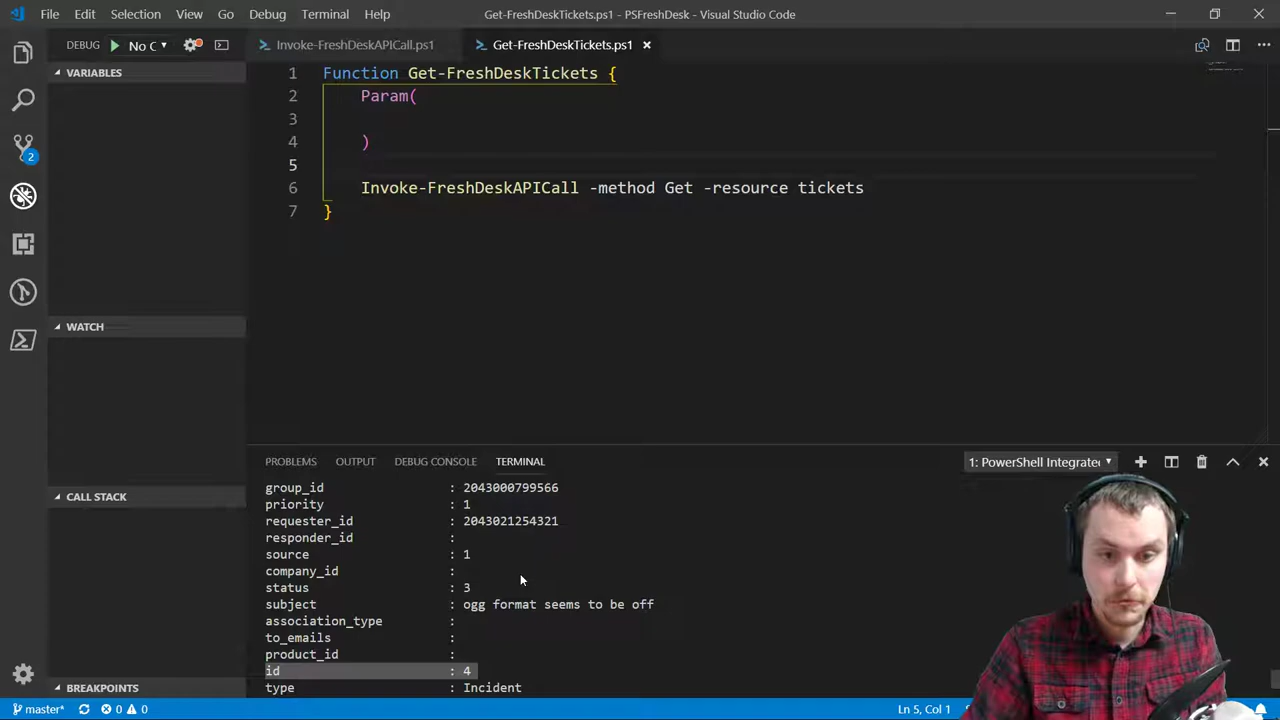 File Edit Selection View Go Debug Terminal Help
Get-FreshDeskTickets.ps1 - PSFreshDesk - Visual Studio Code
DEBUG No C
Invoke-FreshDeskAPICall.ps1
Get-FreshDeskTickets.ps1
VARIABLES
1 Function Get-FreshDeskTickets {
2 Param(
3
4 )
5
6 Invoke-FreshDeskAPICall -method Get -resource tickets
7 }
2
WATCH
CALL STACK
BREAKPOINTS
PROBLEMS OUTPUT DEBUG CONSOLE TERMINAL
1: PowerShell Integrate
group_id : 2043000799566
priority : 1
requester_id : 2043021254321
responder_id :
source : 1
company_id :
status : 3
subject : ogg format seems to be off
association_type :
to_emails :
product_id :
id : 4
type : Incident
master* 0 0
Ln 5, Col 1